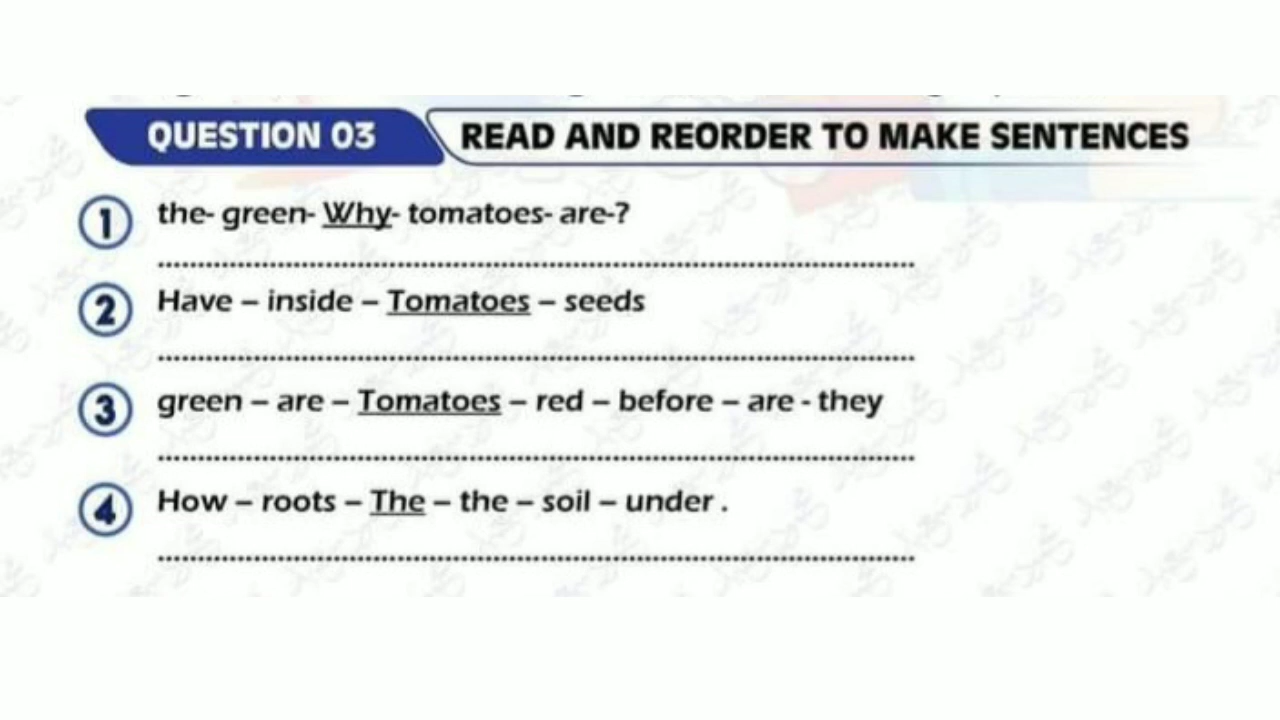 QUESTION 03 READ AND REORDER TO MAKE SENTENCES
1 the- green- Why- tomatoes- are-?
2 Have – inside – Tomatoes – seeds
3 green – are – Tomatoes – red – before – are - they
4 How – roots – The – the – soil – under .